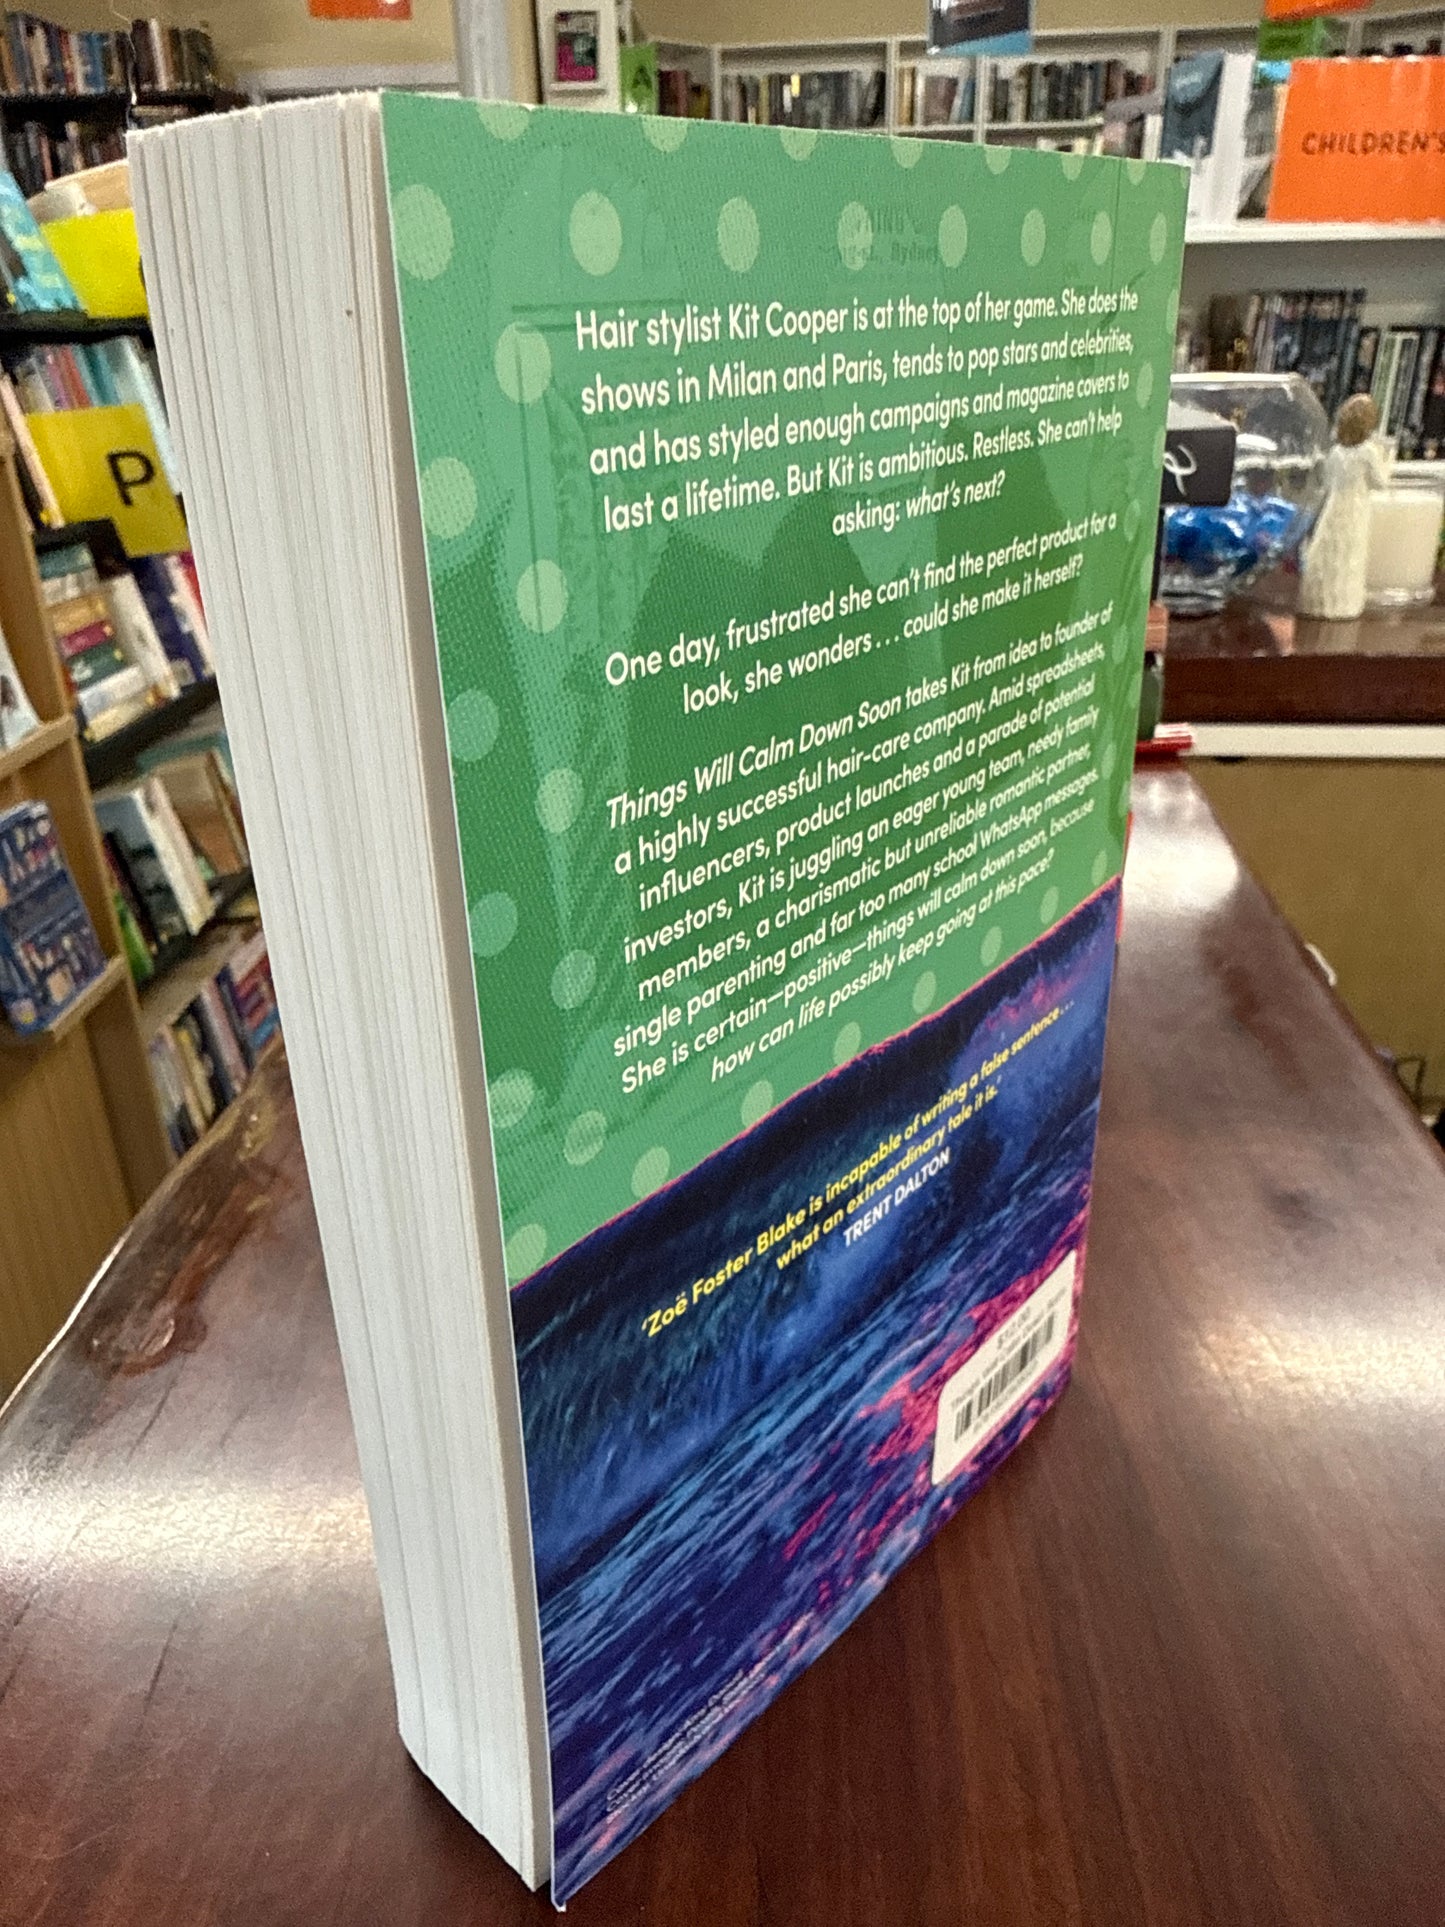 CHILDREN'S
P
A
Hair stylist Kit Cooper is at the top of her game. She does the
shows in Milan and Paris, tends to pop stars and celebrities,
and has styled enough campaigns and magazine covers to
last a lifetime. But Kit is ambitious. Restless. She can't help
asking: what's next?
One day, frustrated she can't find the perfect product for a
look, she wonders . . . could she make it herself?
Things Will Calm Down Soon takes Kit from idea to founder of
a highly successful hair-care company. Amid spreadsheets,
influencers, product launches and a parade of potential
investors, Kit is juggling an eager young team, needy family
members, a charismatic but unreliable romantic partner,
single parenting and far too many school WhatsApp messages.
She is certain—positive—things will calm down soon, because
how can life possibly keep going at this pace?
'Zoë Foster Blake is incapable of writing a false sentence . . .
what an extraordinary tale it is.'
TRENT DALTON
$12.00
Cover design: